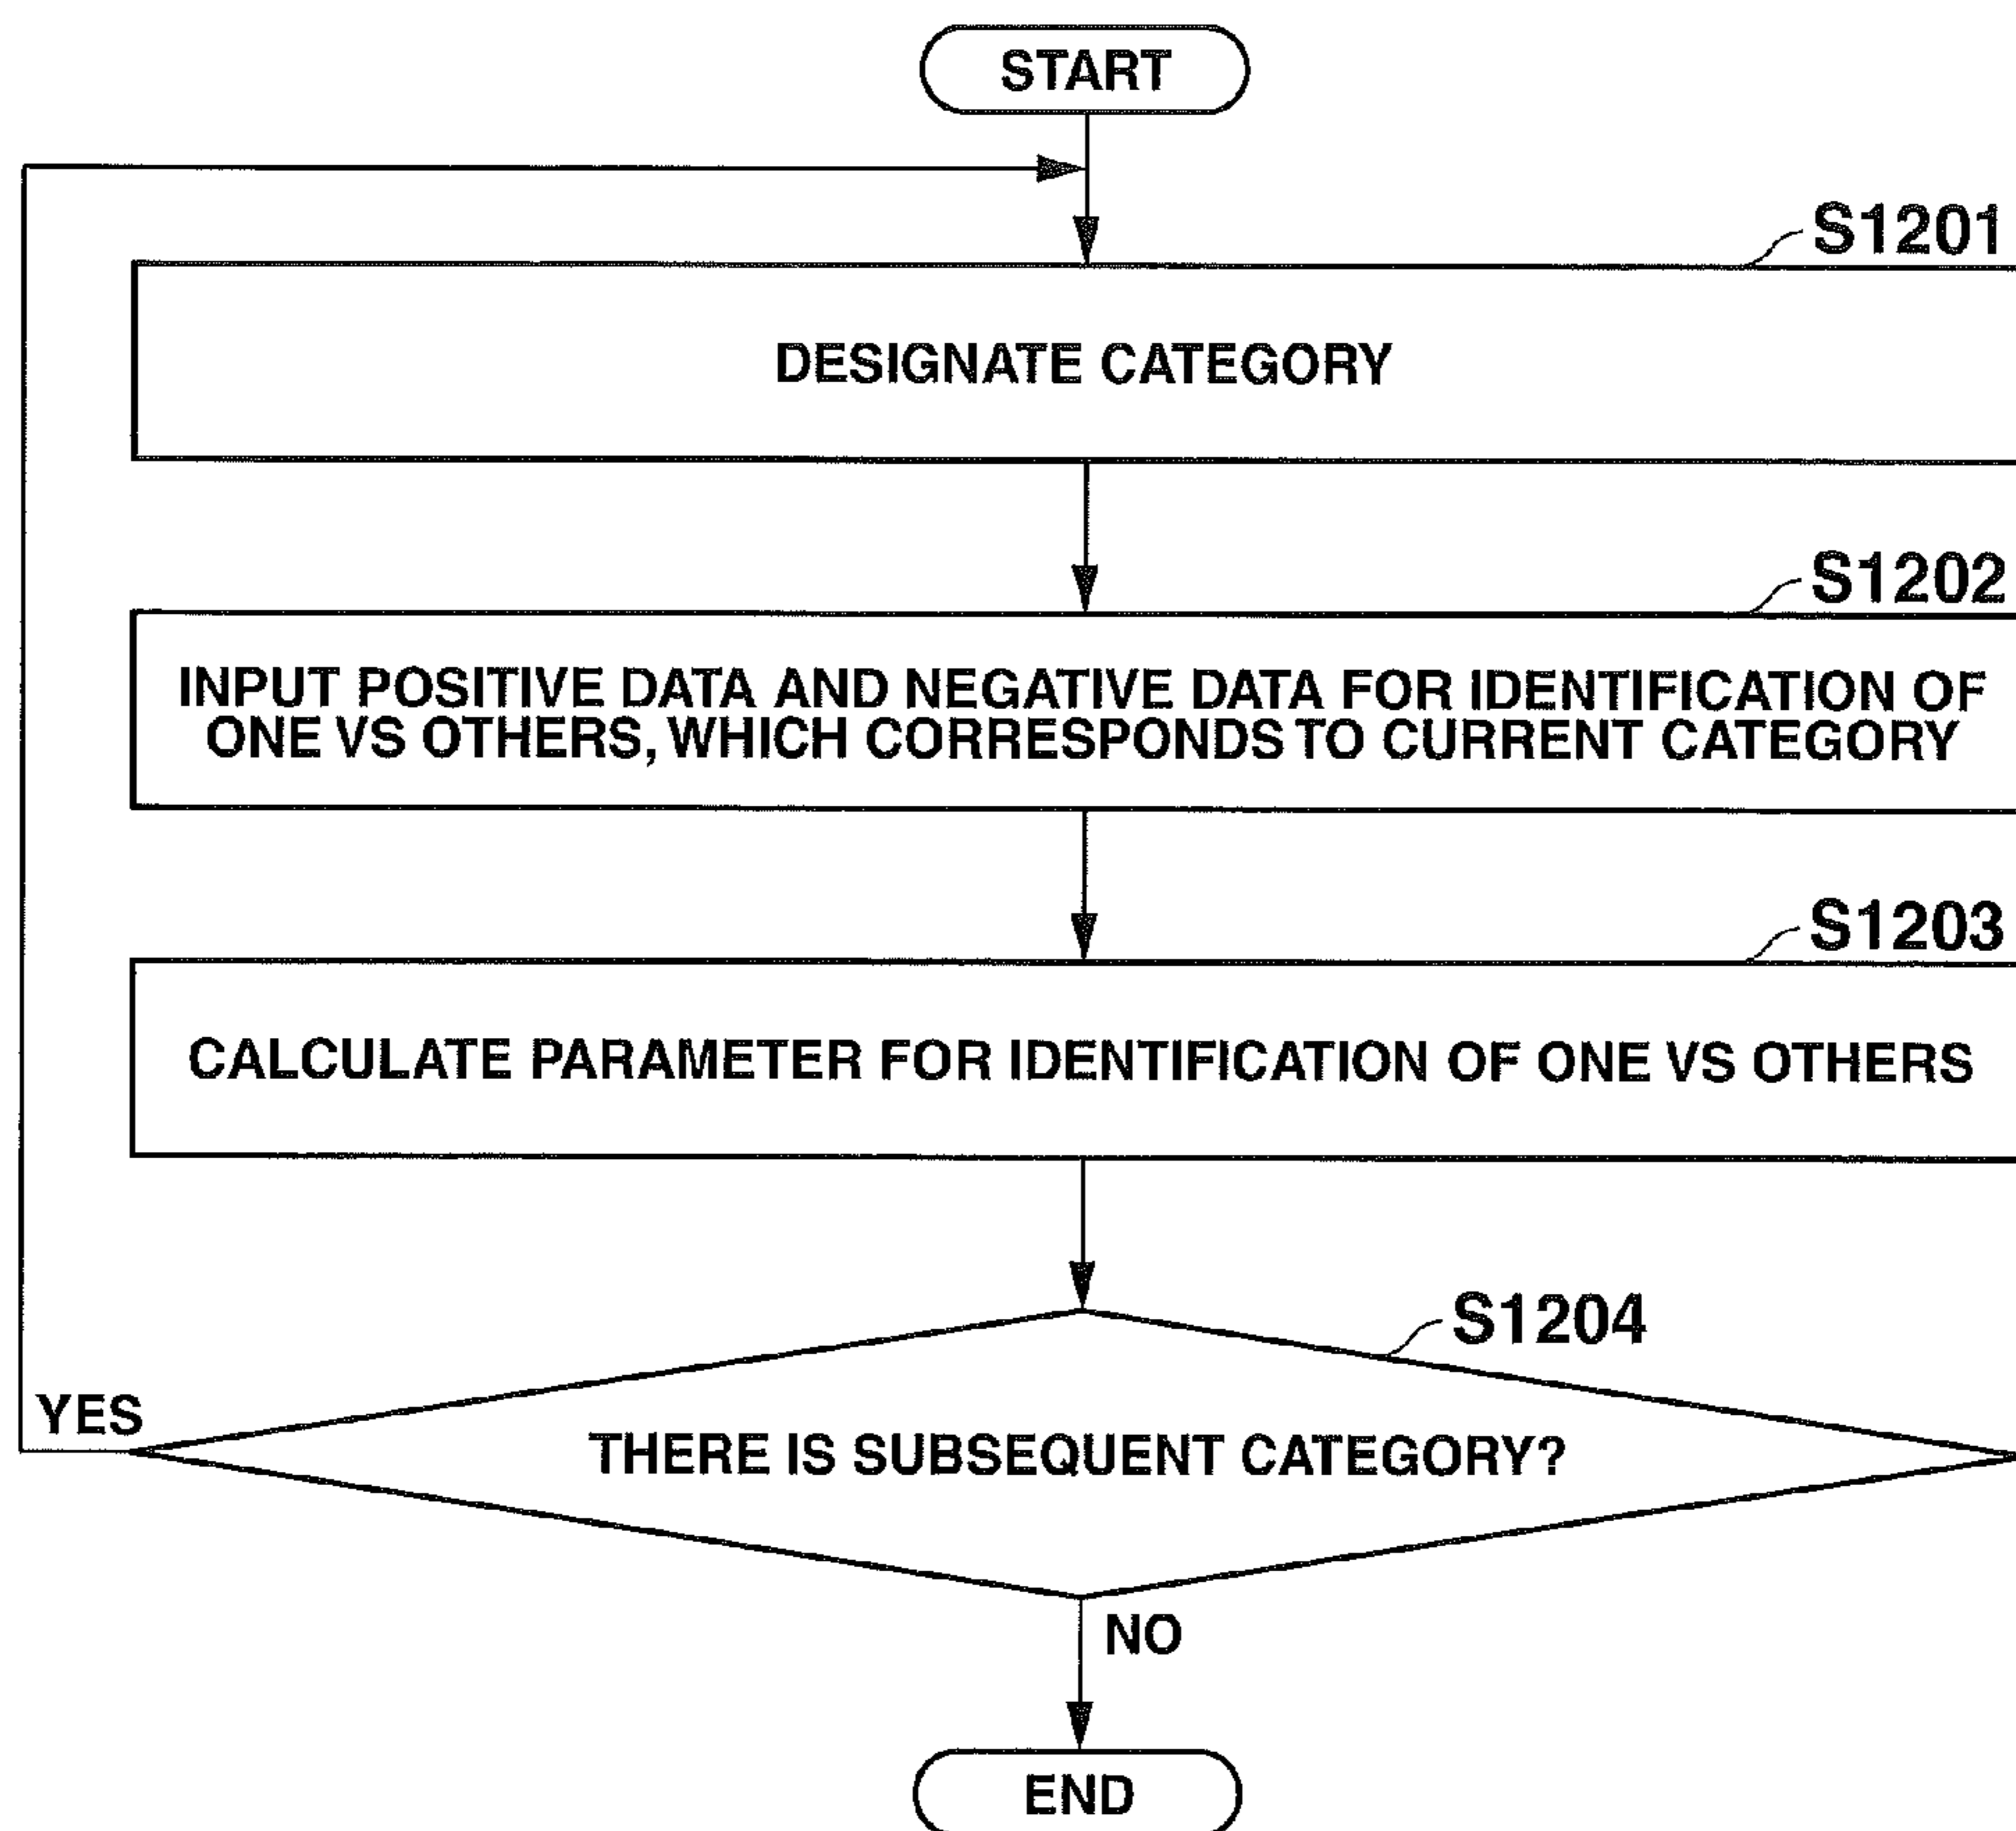 START
S1201
DESIGNATE CATEGORY
S1202
INPUT POSITIVE DATA AND NEGATIVE DATA FOR IDENTIFICATION OF
ONE VS OTHERS, WHICH CORRESPONDS TO CURRENT CATEGORY
S1203
CALCULATE PARAMETER FOR IDENTIFICATION OF ONE VS OTHERS
S1204
YES
THERE IS SUBSEQUENT CATEGORY?
NO
END